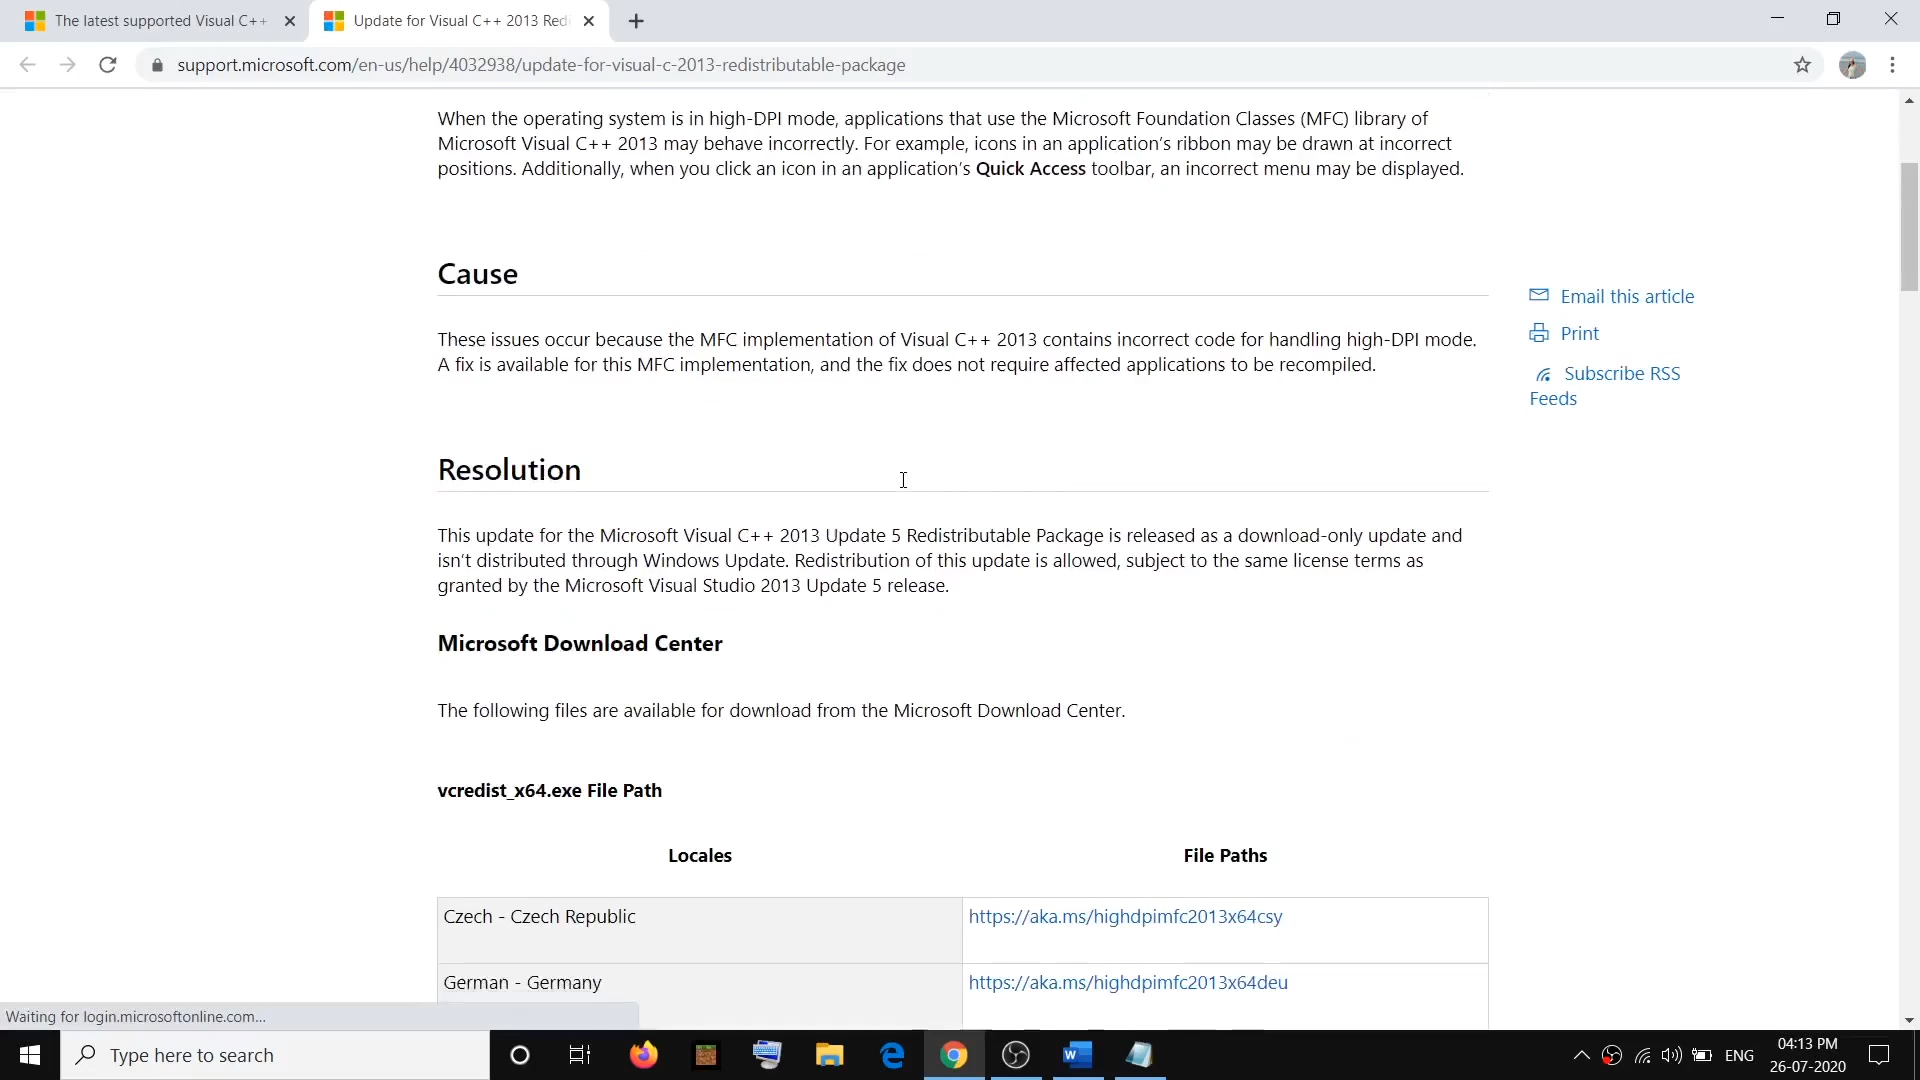 The latest supported Visual C++
Update for Visual C++ 2013 Red
support.microsoft.com/en-us/help/4032938/update-for-visual-c-2013-redistributable-package
When the operating system is in high-DPI mode, applications that use the Microsoft Foundation Classes (MFC) library of
Microsoft Visual C++ 2013 may behave incorrectly. For example, icons in an application's ribbon may be drawn at incorrect
positions. Additionally, when you click an icon in an application's Quick Access toolbar, an incorrect menu may be displayed.
Cause
These issues occur because the MFC implementation of Visual C++ 2013 contains incorrect code for handling high-DPI mode.
A fix is available for this MFC implementation, and the fix does not require affected applications to be recompiled.
Email this article
Print
Subscribe RSS
Feeds
Resolution
This update for the Microsoft Visual C++ 2013 Update 5 Redistributable Package is released as a download-only update and
isn't distributed through Windows Update. Redistribution of this update is allowed, subject to the same license terms as
granted by the Microsoft Visual Studio 2013 Update 5 release.
Microsoft Download Center
The following files are available for download from the Microsoft Download Center.
vcredist_x64.exe File Path
Locales File Paths
Czech - Czech Republic https://aka.ms/highdpimfc2013x64csy
German - Germany https://aka.ms/highdpimfc2013x64deu
Waiting for login.microsoftonline.com...
Type here to search
ENG
04:13 PM
26-07-2020